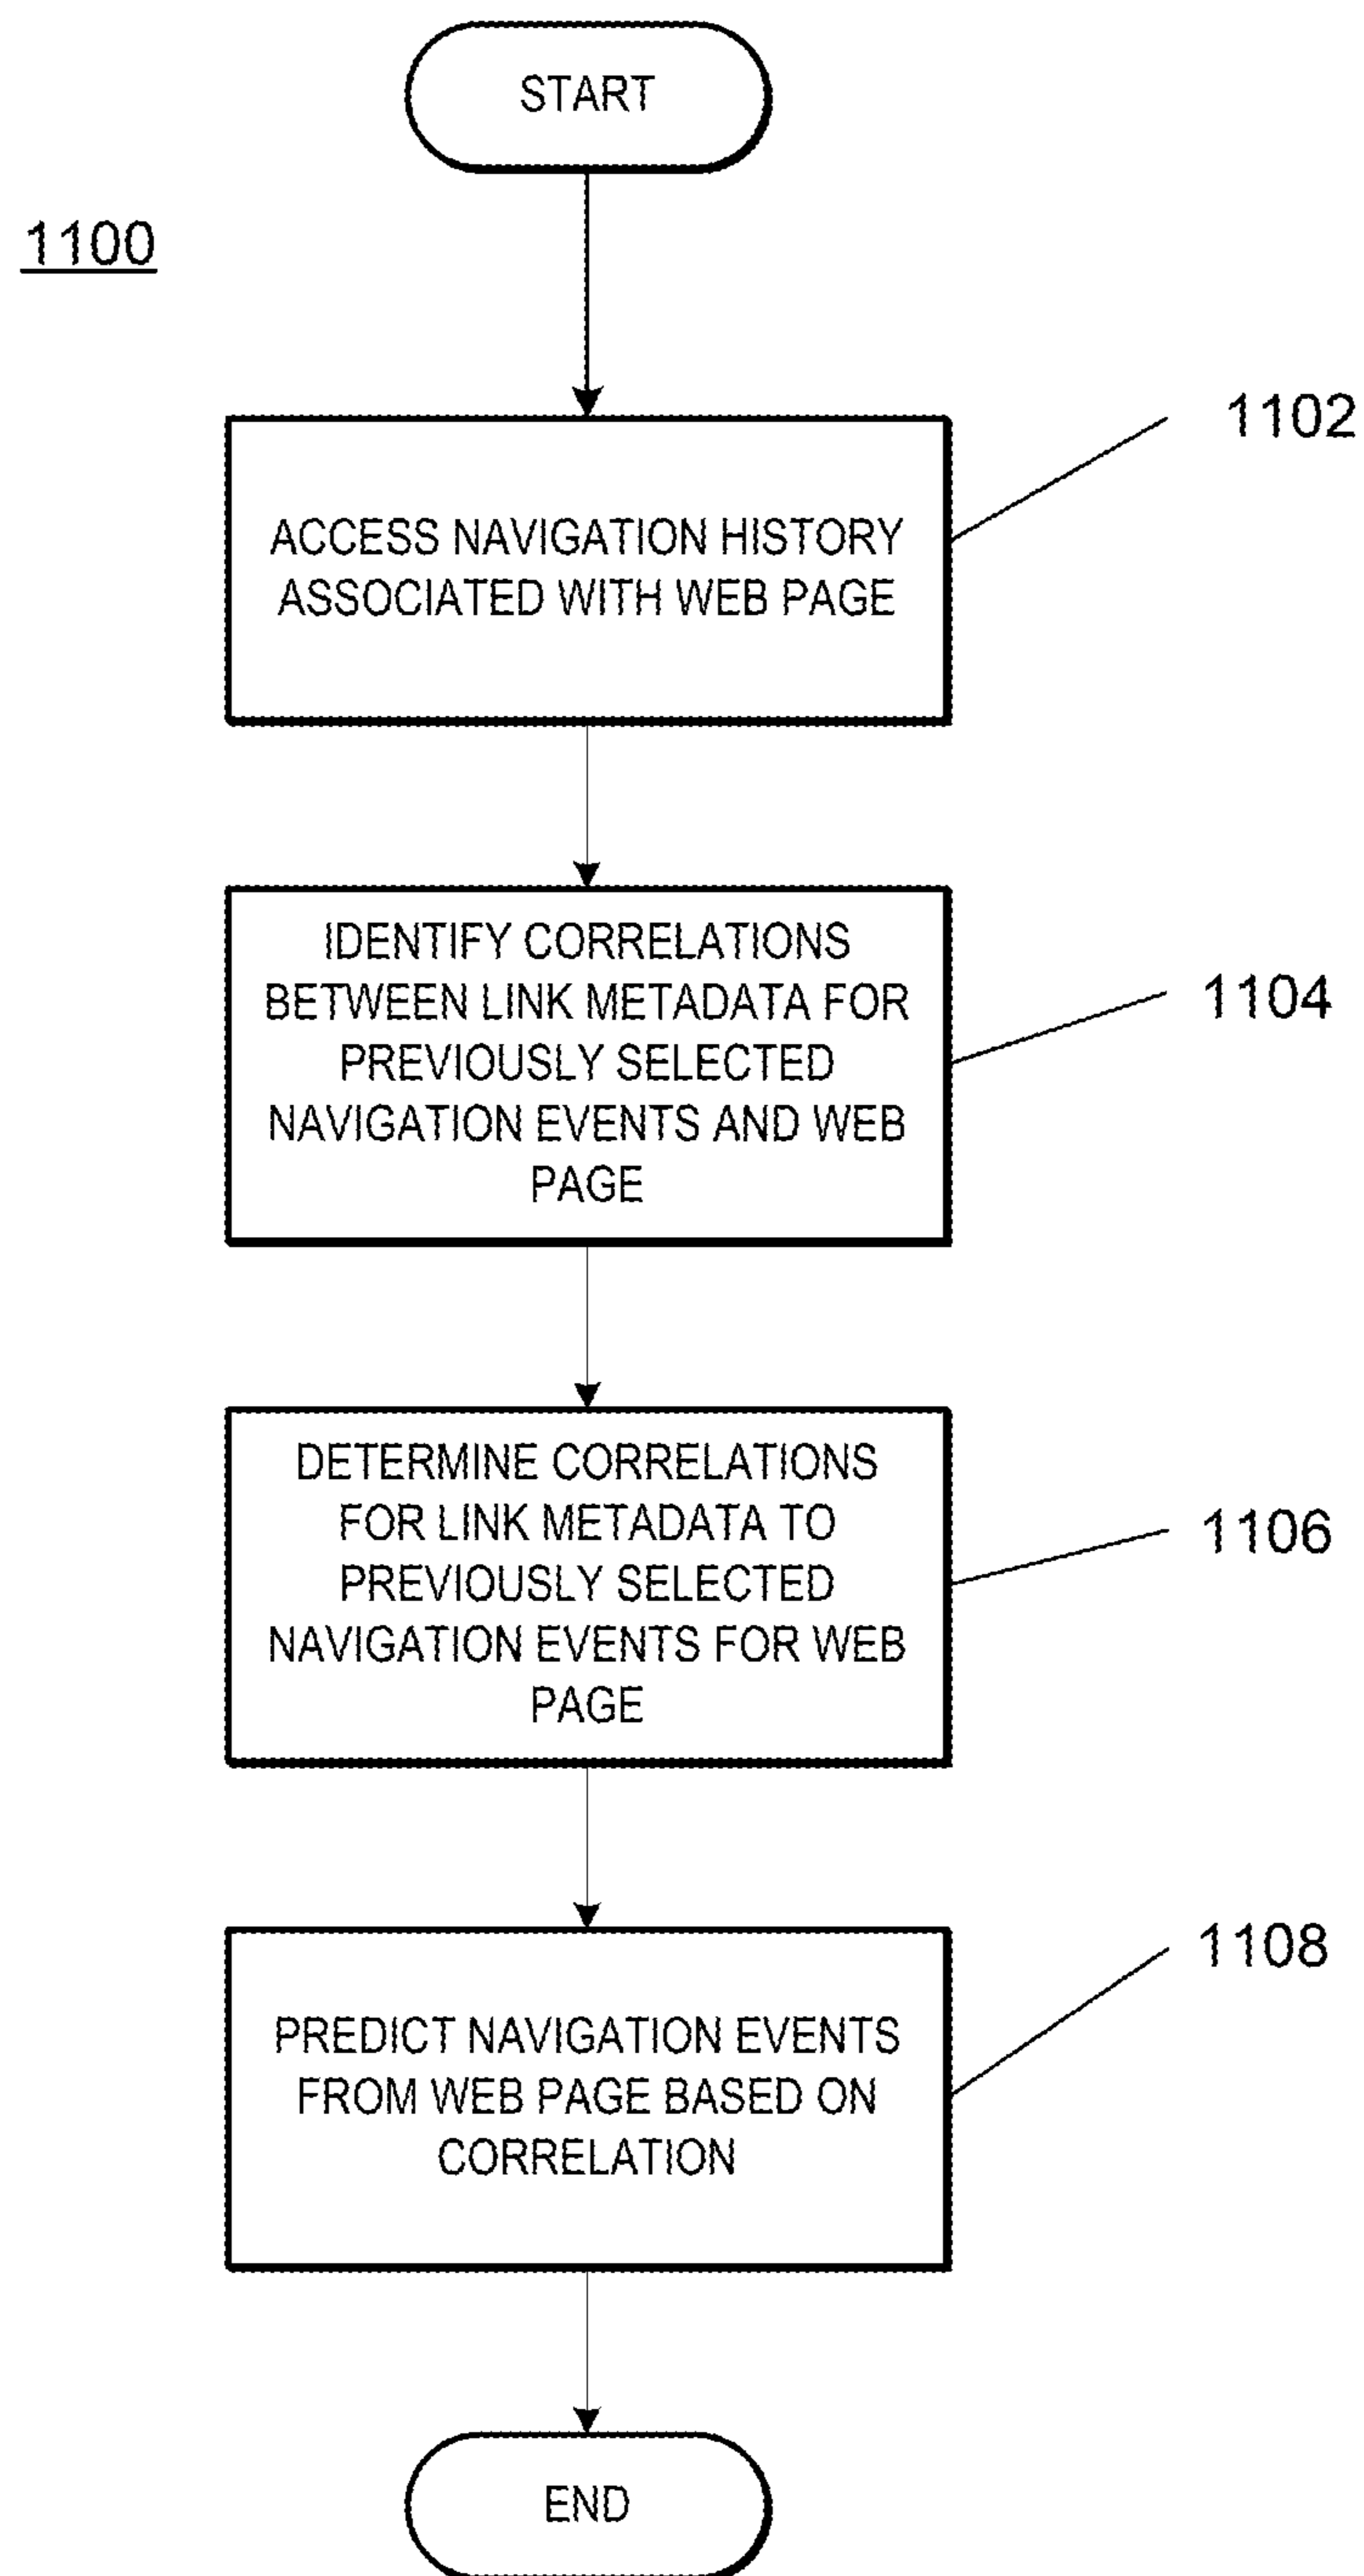 START
1100
1102
ACCESS NAVIGATION HISTORY
ASSOCIATED WITH WEB PAGE
IDENTIFY CORRELATIONS
BETWEEN LINK METADATA FOR
PREVIOUSLY SELECTED
NAVIGATION EVENTS AND WEB
PAGE
1104
DETERMINE CORRELATIONS
FOR LINK METADATA TO
PREVIOUSLY SELECTED
NAVIGATION EVENTS FOR WEB
PAGE
1106
1108
PREDICT NAVIGATION EVENTS
FROM WEB PAGE BASED ON
CORRELATION
END